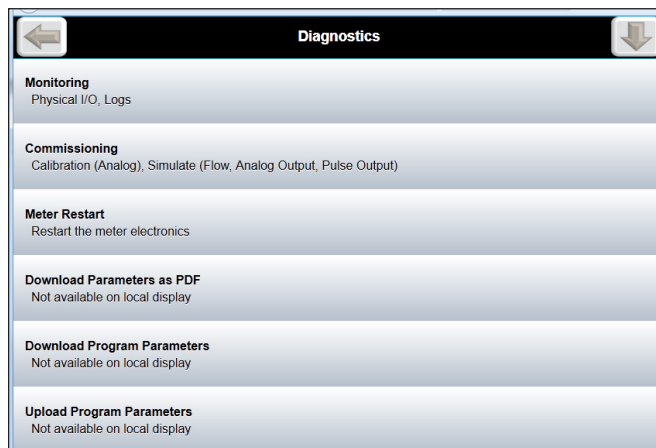 Diagnostics
Monitoring
Physical I/O, Logs
Commissioning
Calibration (Analog), Simulate (Flow, Analog Output, Pulse Output)
Meter Restart
Restart the meter electronics
Download Parameters as PDF
Not available on local display
Download Program Parameters
Not available on local display
Upload Program Parameters
Not available on local display